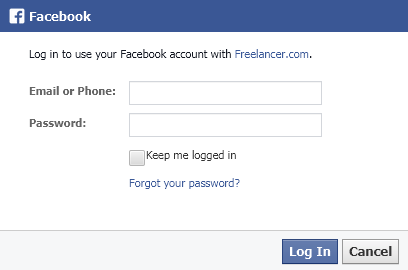 Facebook
Log in to use your Facebook account with Freelancer.com.
Email or Phone:
Password:
Keep me logged in
Forgot your password?
Log In Cancel